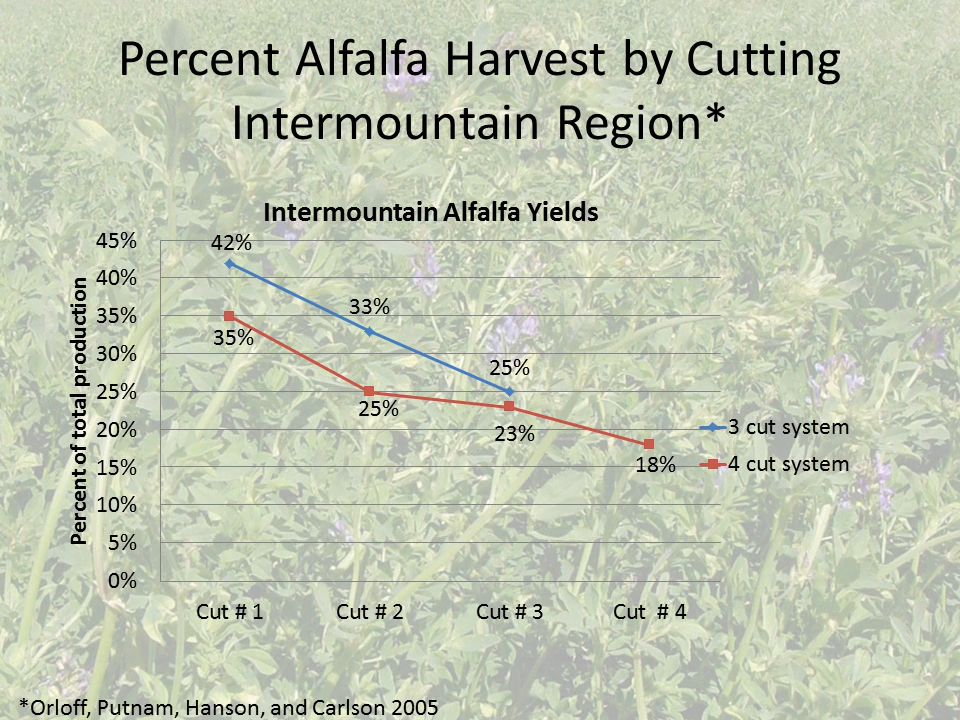 Percent Alfalfa Harvest by Cutting
Intermountain Region*
Intermountain Alfalfa Yields
Percent of total production
45%
40%
35%
30%
25%
20%
15%
10%
5%
0%
42%
33%
25%
35%
25%
23%
18%
3 cut system
4 cut system
Cut # 1
Cut # 2
Cut # 3
Cut # 4
*Orloff, Putnam, Hanson, and Carlson 2005